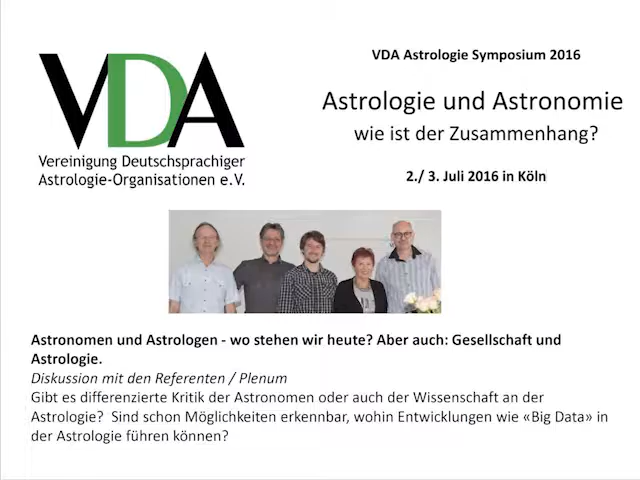 VDA
Vereinigung Deutschsprachiger
Astrologie-Organisationen e.V.
VDA Astrologie Symposium 2016
Astrologie und Astronomie
wie ist der Zusammenhang?
2./ 3. Juli 2016 in Köln
Astronomen und Astrologen - wo stehen wir heute? Aber auch: Gesellschaft und
Astrologie.
Diskussion mit den Referenten / Plenum
Gibt es differenzierte Kritik der Astronomen oder auch der Wissenschaft an der
Astrologie?  Sind schon Möglichkeiten erkennbar, wohin Entwicklungen wie «Big Data» in
der Astrologie führen können?